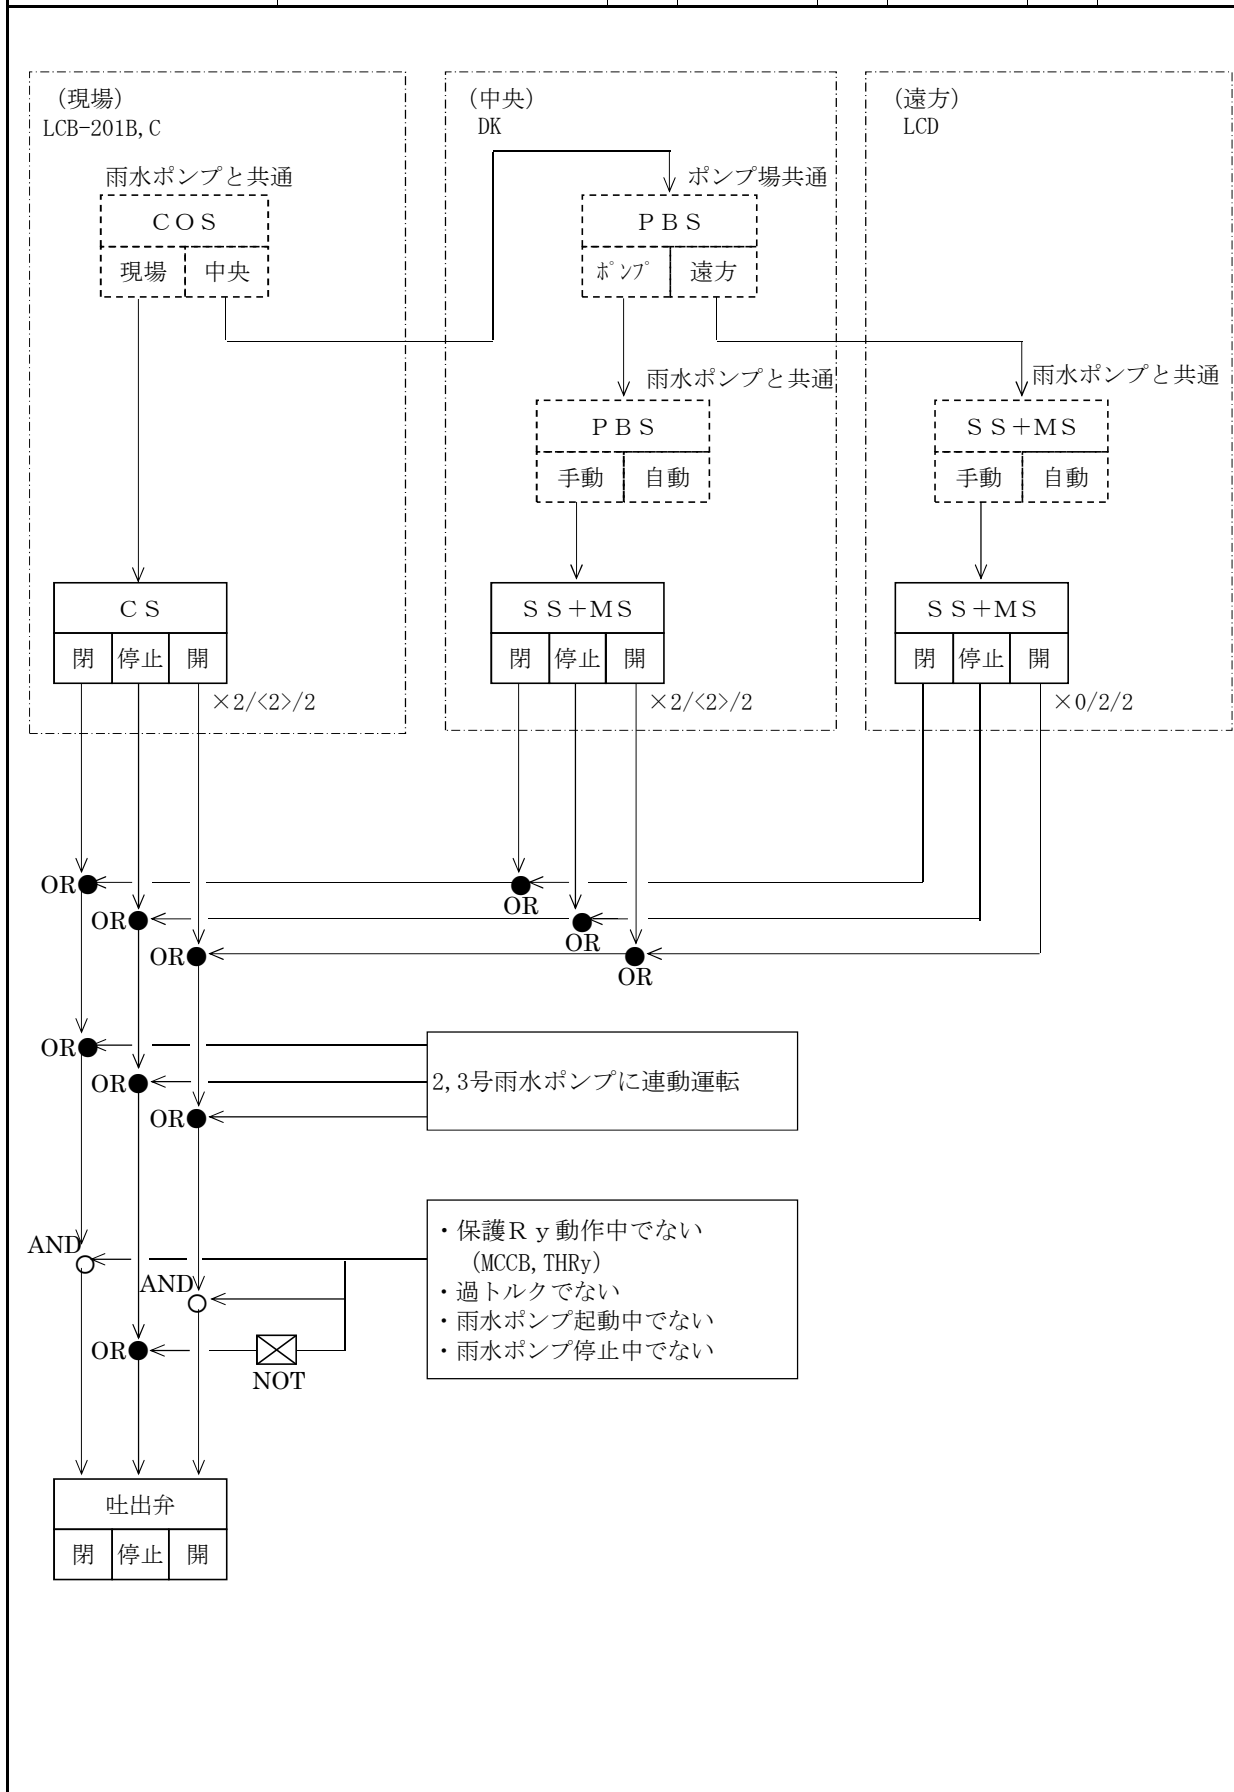 (現場)
LCB-201B,C
雨水ポンプと共通
COS
現場 中央
CS
閉 停止 開
×2/<2>/2
(中央)
DK
ポンプ場共通
PBS
ポンプ 遠方
雨水ポンプと共通
PBS
手動 自動
SS+MS
閉 停止 開
×2/<2>/2
(遠方)
LCD
雨水ポンプと共通
SS+MS
手動 自動
SS+MS
閉 停止 開
×0/2/2
OR
OR
OR
OR
OR
OR
OR
OR
OR
2,3号雨水ポンプに連動運転
AND
AND
OR
NOT
・保護Ry動作中でない
(MCCB,THRy)
・過トルクでない
・雨水ポンプ起動中でない
・雨水ポンプ停止中でない
吐出弁
閉 停止 開